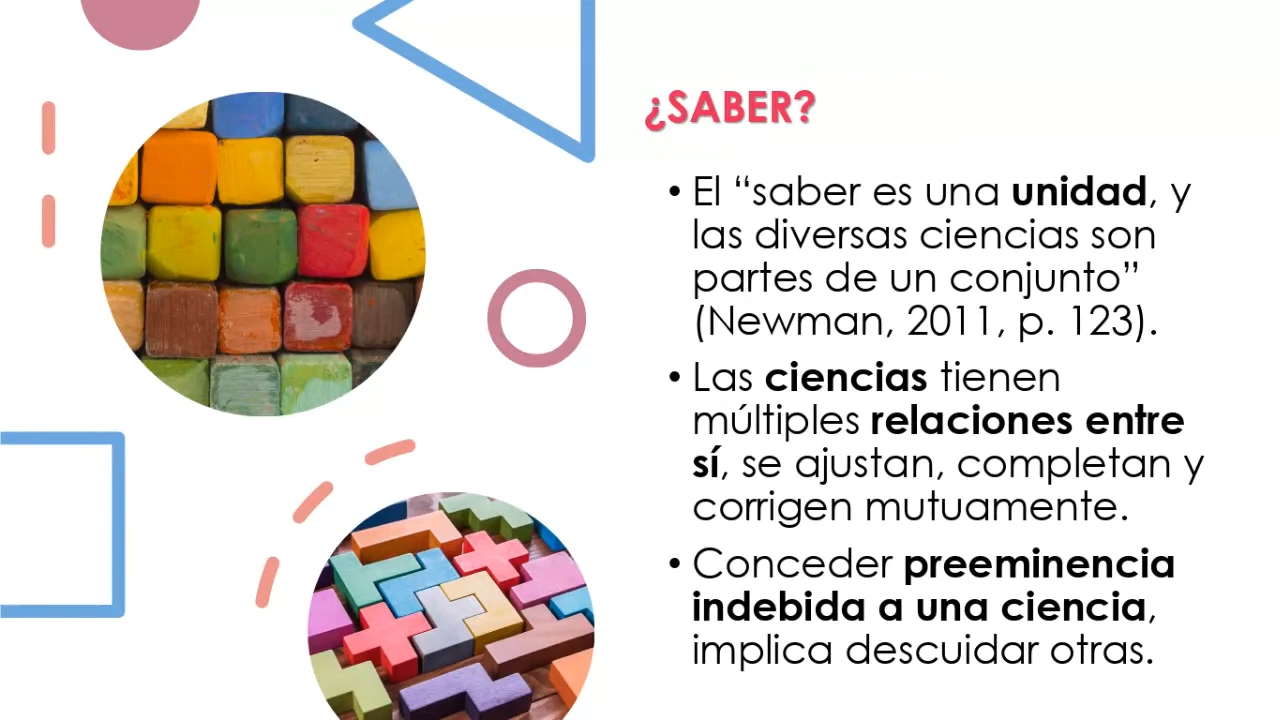 ¿SABER?
• El “saber es una unidad, y
las diversas ciencias son
partes de un conjunto”
(Newman, 2011, p. 123).
• Las ciencias tienen
múltiples relaciones entre
sí, se ajustan, completan y
corrigen mutuamente.
• Conceder preeminencia
indebida a una ciencia,
implica descuidar otras.